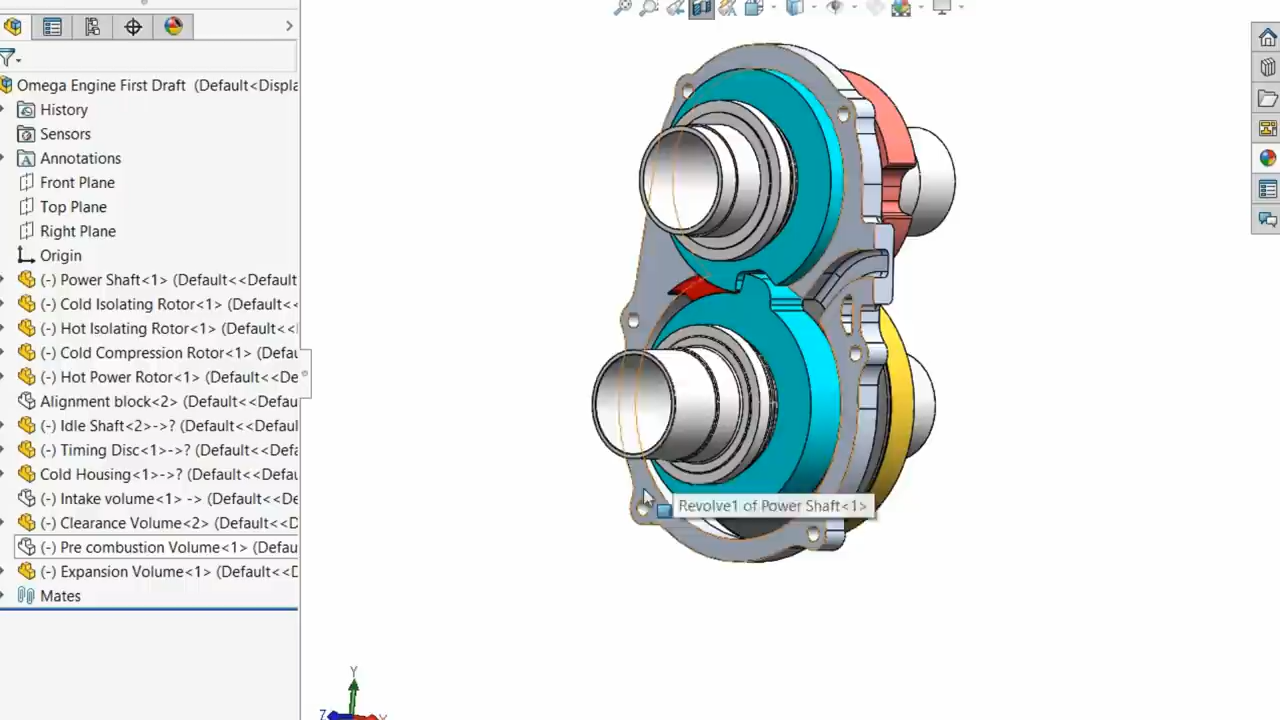 Omega Engine First Draft (Default<Displa
History
Sensors
Annotations
Front Plane
Top Plane
Right Plane
Origin
(-) Power Shaft<1> (Default<<Default
(-) Cold Isolating Rotor<1> (Default<<
(-) Hot Isolating Rotor<1> (Default<<
(-) Cold Compression Rotor<1> (Defau
(-) Hot Power Rotor<1> (Default<<De
Alignment block<2> (Default<<Defau
(-) Idle Shaft<2>->? (Default<<Default
(-) Timing Disc<1>->? (Default<<Defa
Cold Housing<1>->? (Default<<Defau
(-) Intake volume<1> -> (Default<<De
(-) Clearance Volume<2> (Default<<D
(-) Pre combustion Volume<1> (Defau
(-) Expansion Volume<1> (Default<<D
Mates
Revolve1 of Power Shaft<1>
Y
Z